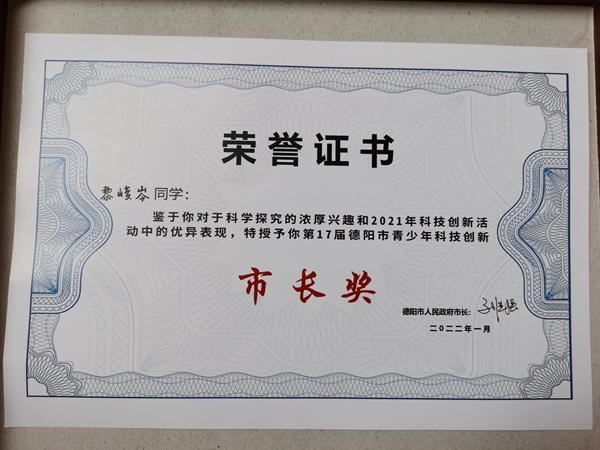 荣誉证书
黎峻岑同学：
鉴于你对于科学探究的浓厚兴趣和2021年科技创新活
动中的优异表现，特授予你第17届德阳市青少年科技创新
市长奖
德阳市人民政府市长：
二〇二二年一月